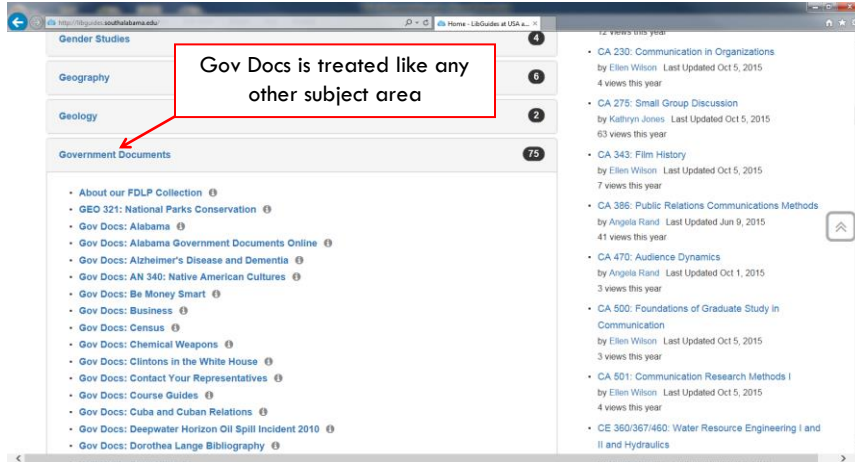 http://libguides.southalabama.edu/
Home - LibGuides at USA a...
Gender Studies
4
Geography
6
Geology
2
Gov Docs is treated like any
other subject area
Government Documents
75
• About our FDLP Collection
• GEO 321: National Parks Conservation
• Gov Docs: Alabama
• Gov Docs: Alabama Government Documents Online
• Gov Docs: Alzheimer's Disease and Dementia
• Gov Docs: AN 340: Native American Cultures
• Gov Docs: Be Money Smart
• Gov Docs: Business
• Gov Docs: Census
• Gov Docs: Chemical Weapons
• Gov Docs: Clintons in the White House
• Gov Docs: Contact Your Representatives
• Gov Docs: Course Guides
• Gov Docs: Cuba and Cuban Relations
• Gov Docs: Deepwater Horizon Oil Spill Incident 2010
• Gov Docs: Dorothea Lange Bibliography
12 views this year
• CA 230: Communication in Organizations
by Ellen Wilson Last Updated Oct 5, 2015
4 views this year
• CA 275: Small Group Discussion
by Kathryn Jones Last Updated Oct 5, 2015
63 views this year
• CA 343: Film History
by Ellen Wilson Last Updated Oct 5, 2015
7 views this year
• CA 386: Public Relations Communications Methods
by Angela Rand Last Updated Jun 9, 2015
41 views this year
• CA 470: Audience Dynamics
by Angela Rand Last Updated Oct 1, 2015
3 views this year
• CA 500: Foundations of Graduate Study in
Communication
by Ellen Wilson Last Updated Oct 5, 2015
3 views this year
• CA 501: Communication Research Methods I
by Ellen Wilson Last Updated Oct 5, 2015
4 views this year
• CE 360/367/460: Water Resource Engineering I and
II and Hydraulics